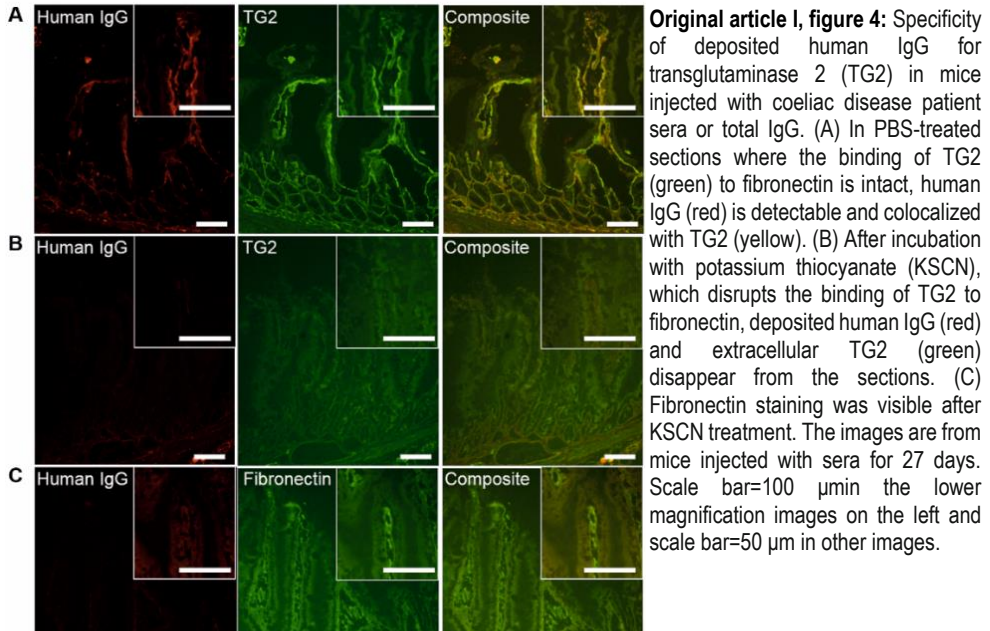 A Human IgG TG2 Composite
B Human IgG TG2 Composite
C Human IgG Fibronectin Composite
Original article I, figure 4: Specificity
of deposited human IgG for
transglutaminase 2 (TG2) in mice
injected with coeliac disease patient
sera or total IgG. (A) In PBS-treated
sections where the binding of TG2
(green) to fibronectin is intact, human
IgG (red) is detectable and colocalized
with TG2 (yellow). (B) After incubation
with potassium thiocyanate (KSCN),
which disrupts the binding of TG2 to
fibronectin, deposited human IgG (red)
and extracellular TG2 (green)
disappear from the sections. (C)
Fibronectin staining was visible after
KSCN treatment. The images are from
mice injected with sera for 27 days.
Scale bar=100 µmin the lower
magnification images on the left and
scale bar=50 µm in other images.